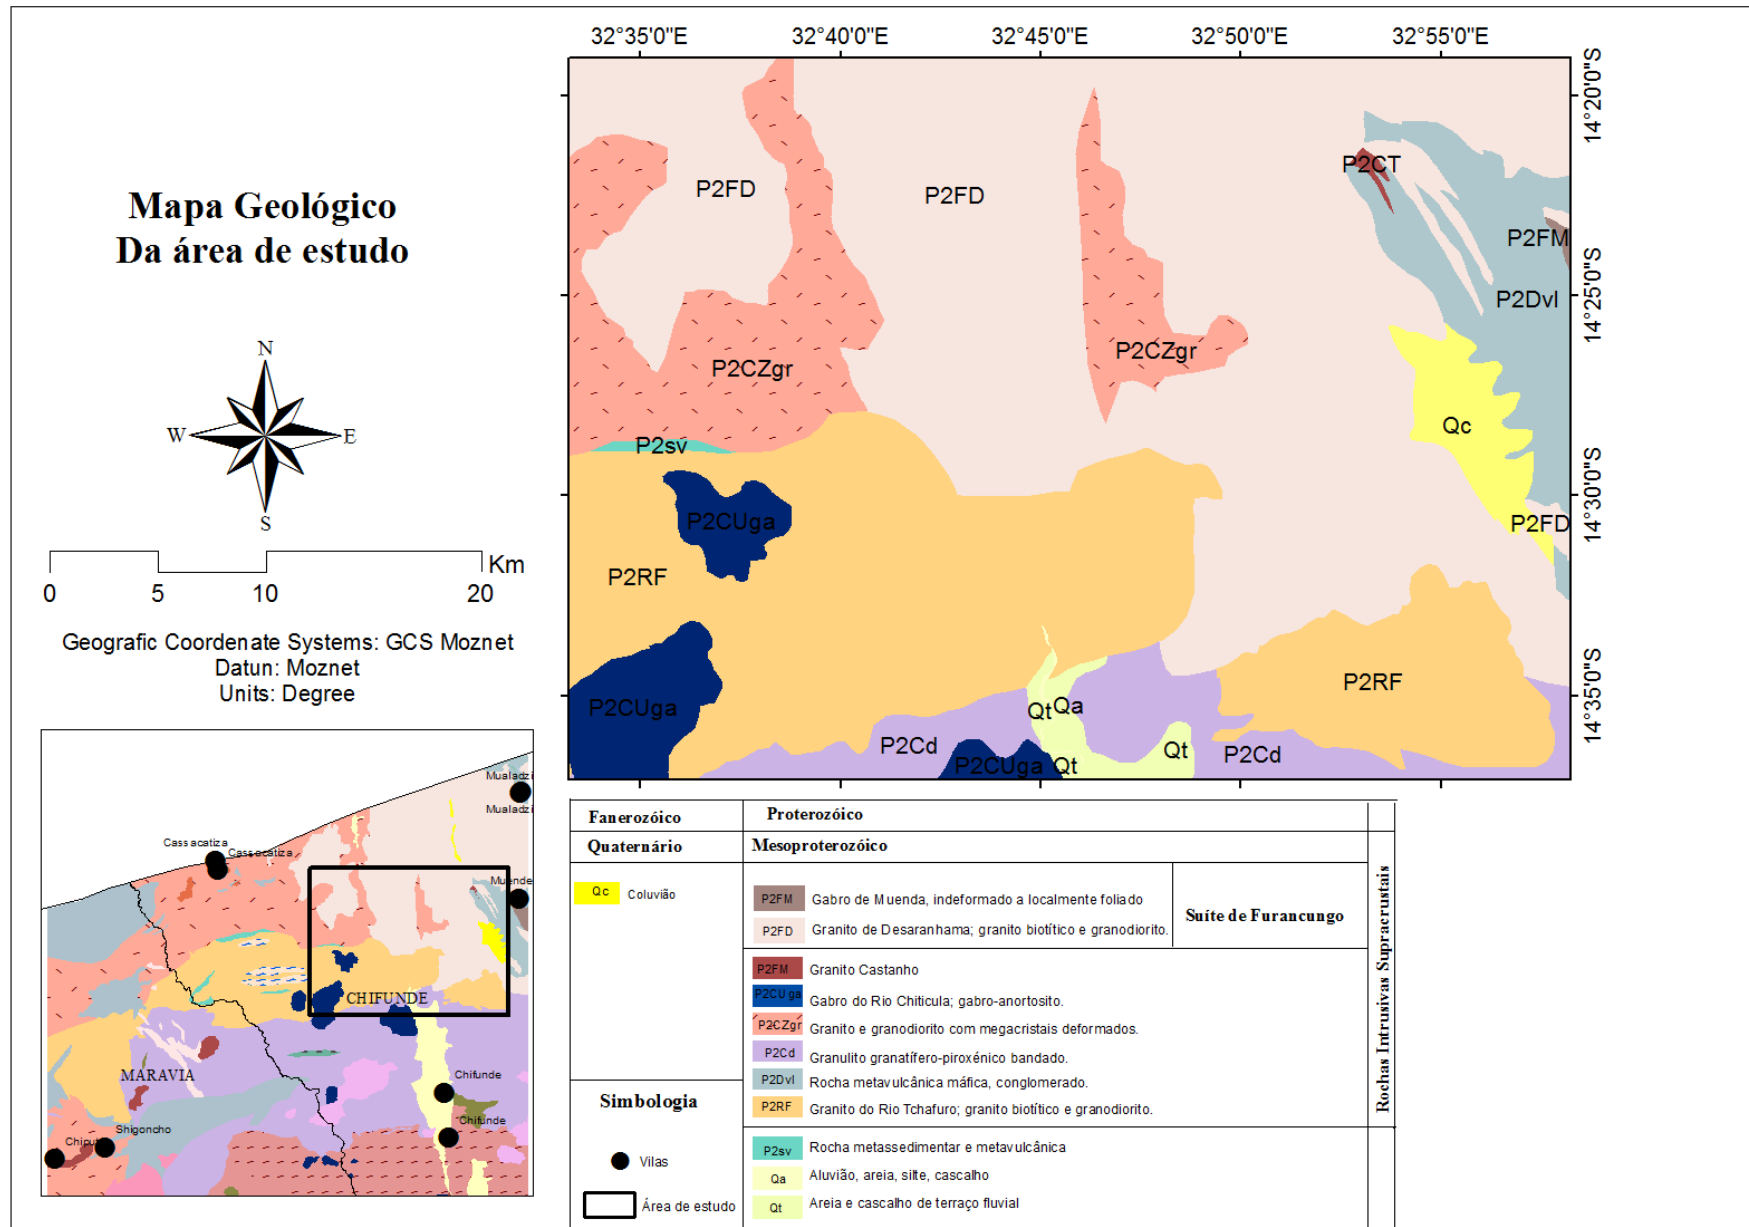 Mapa Geológico
Da área de estudo
N
W
E
S
Km
0
5
10
20
Geografic Coordenate Systems: GCS Moznet
Datun: Moznet
Units: Degree
32°35'0"E
32°40'0"E
32°45'0"E
32°50'0"E
32°55'0"E
14°20'0"S
14°25'0"S
14°30'0"S
14°35'0"S
P2CT
P2FD
P2FD
P2FM
P2Dvl
P2CZgr
P2CZgr
Qc
P2sv
P2CUga
P2FD
P2RF
P2RF
P2CUga
Qt
Qa
P2Cd
Qt
P2Cd
P2CUga
Qt
Mualadzi
Mualadzi
Cassacatiza
Cassacatiza
Muende
CHIFUNDE
MARAVIA
Chifunde
Chifunde
Shigoncho
Chiputo
Fanerozóico
Proterozóico
Quaternário
Mesoproterozóico
Qc
Coluvião
P2FM
Gabro de Muenda, indeformado a localmente foliado
P2FD
Granito de Desaranhama; granito biotítico e granodiorito.
Suíte de Furancungo
P2FM
Granito Castanho
P2CUga
Gabro do Rio Chiticula; gabro-anortosito.
P2CZgr
Granito e granodiorito com megacristais deformados.
P2Cd
Granulito granatífero-piroxénico bandado.
P2Dvl
Rocha metavulcânica máfica, conglomerado.
P2RF
Granito do Rio Tchafuro; granito biotítico e granodiorito.
Rochas Intrusivas Supracrustais
P2sv
Rocha metassedimentar e metavulcânica
Qa
Aluvião, areia, silte, cascalho
Qt
Areia e cascalho de terraço fluvial
Simbologia
Vilas
Área de estudo